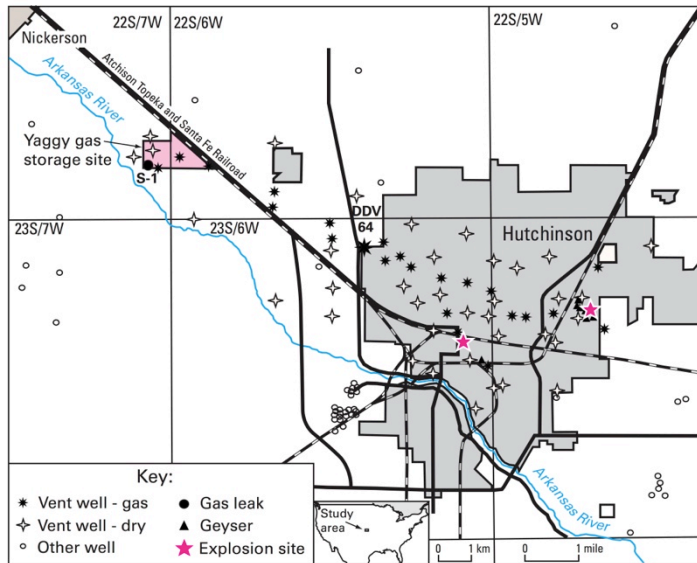 22S/7W
22S/6W
22S/5W
Nickerson
Arkansas River
Atchison Topeka and Santa Fe Railroad
Yaggy gas
storage site
S-1
23S/7W
23S/6W
DDV
64
Hutchinson
Arkansas River
Key:
Vent well - gas
Vent well - dry
Other well
Gas leak
Geyser
Explosion site
Study
area
0 1 km
0 1 mile